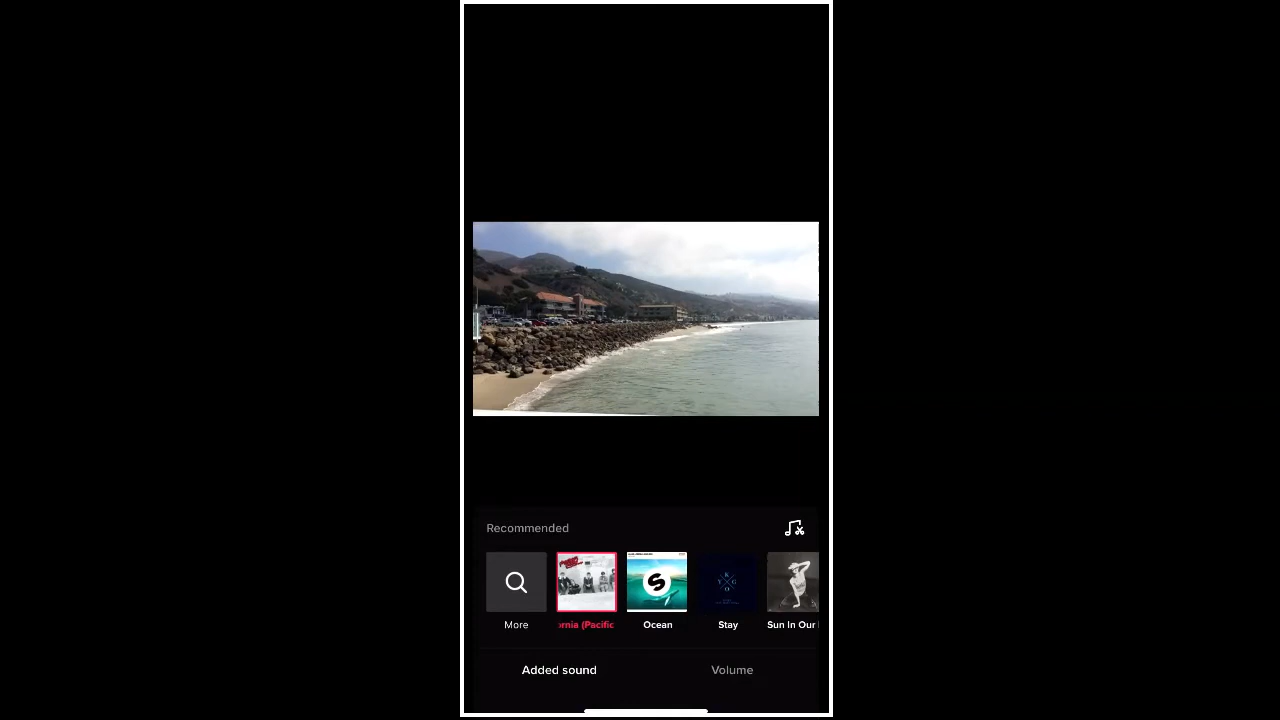 Recommended
More
ornia (Pacific
Ocean
Stay
Sun In Our
Added sound
Volume